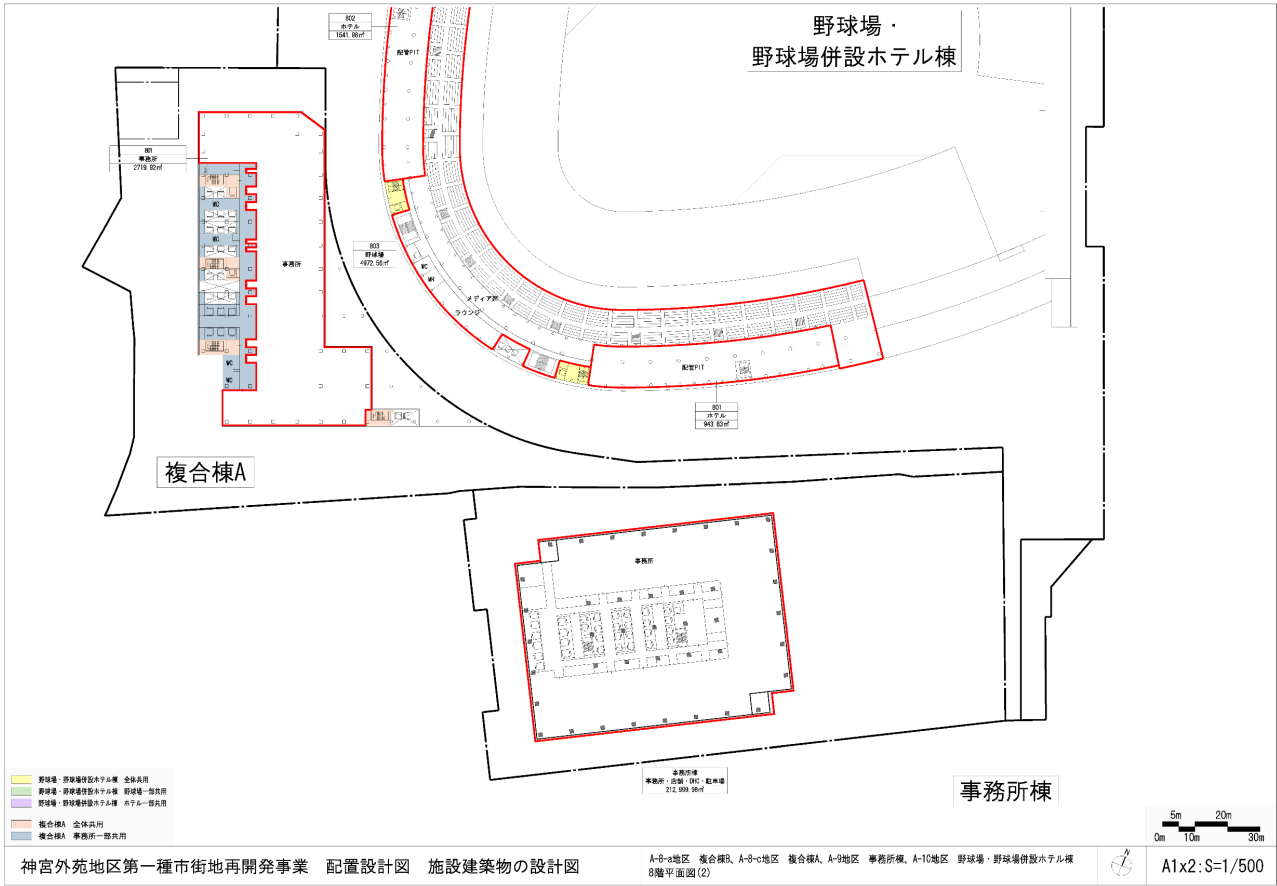 野球場・
野球場併設ホテル棟
802
ホテル
1541.98㎡
配管PIT
801
事務所
2719.92㎡
WC
WC
事務所
WC
WC
803
野球場
4972.56㎡
WC
MR
メディア用
ラウンジ
配管PIT
801
ホテル
943.83㎡
複合棟A
事務所
事務所棟
事務所・店舗・DHC・駐車場
212,999.98㎡
事務所棟
野球場・野球場併設ホテル棟 全体共用
野球場・野球場併設ホテル棟 野球場一部共用
野球場・野球場併設ホテル棟 ホテル一部共用
複合棟A 全体共用
複合棟A 事務所一部共用
5m 20m
0m 10m 30m
神宮外苑地区第一種市街地再開発事業 配置設計図 施設建築物の設計図
A-8-a地区 複合棟B、A-8-c地区 複合棟A、A-9地区 事務所棟、A-10地区 野球場・野球場併設ホテル棟
8階平面図(2)
N
A1x2:S=1/500